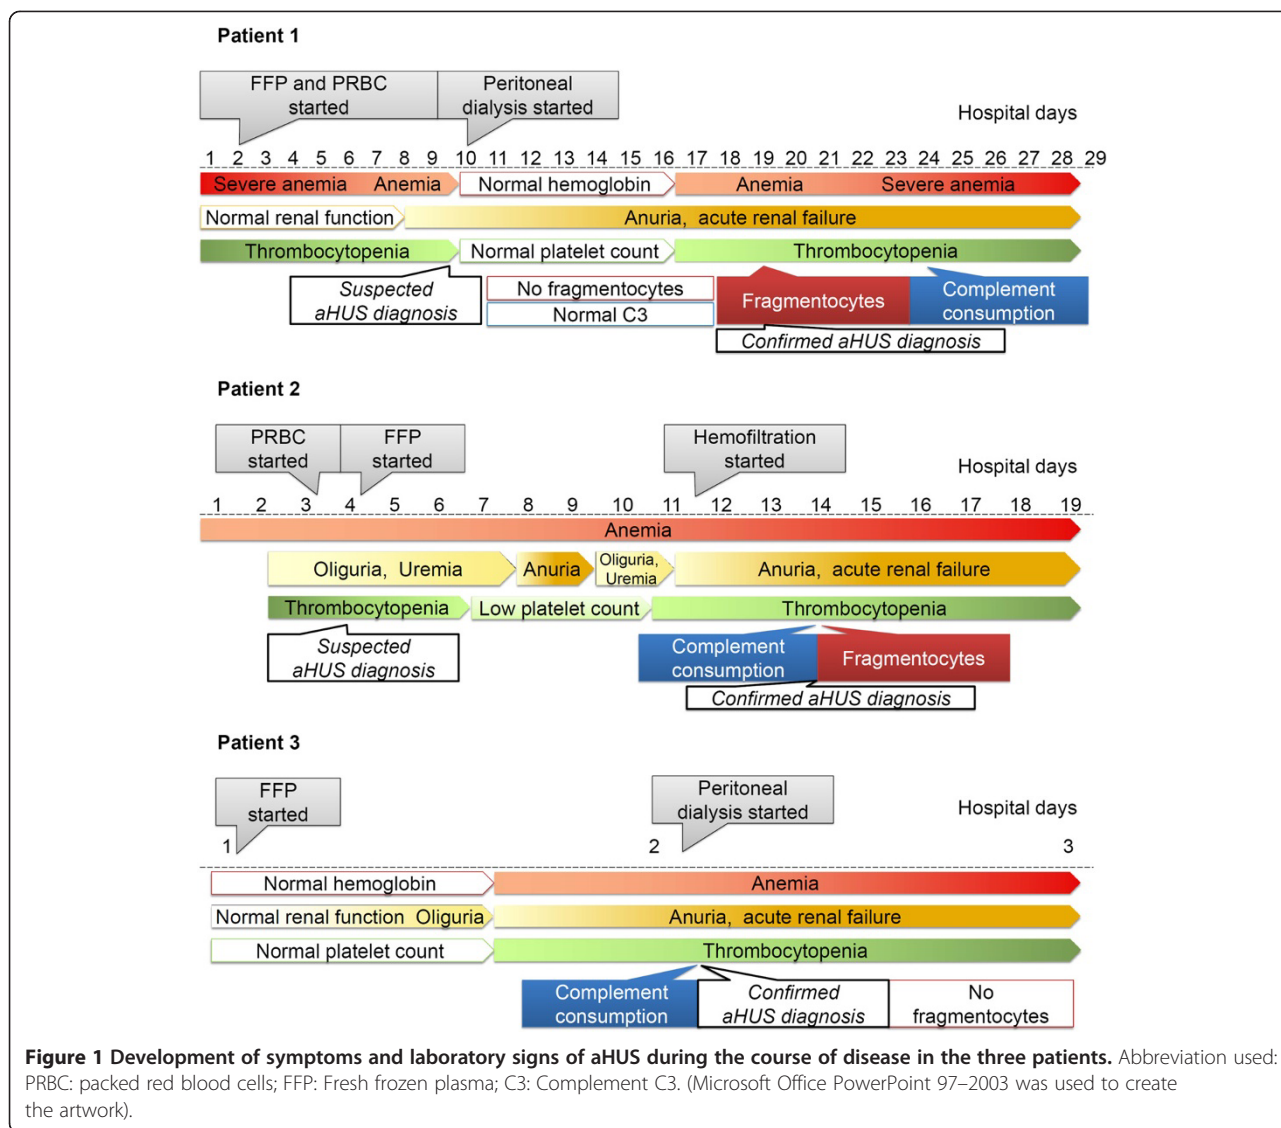 Patient 1
FFP and PRBC
started
Peritoneal
dialysis started
Hospital days
1 2 3 4 5 6 7 8 9 10 11 12 13 14 15 16 17 18 19 20 21 22 23 24 25 26 27 28 29
Severe anemia Anemia Normal hemoglobin Anemia Severe anemia
Normal renal function Anuria, acute renal failure
Thrombocytopenia Normal platelet count Thrombocytopenia
Suspected
aHUS diagnosis
No fragmentocytes
Normal C3
Fragmentocytes
Complement
consumption
Confirmed aHUS diagnosis
Patient 2
PRBC
started
FFP
started
Hemofiltration
started
Hospital days
1 2 3 4 5 6 7 8 9 10 11 12 13 14 15 16 17 18 19
Anemia
Oliguria, Uremia Anuria
Oliguria,
Uremia
Anuria, acute renal failure
Thrombocytopenia Low platelet count Thrombocytopenia
Suspected
aHUS diagnosis
Complement
consumption
Fragmentocytes
Confirmed aHUS diagnosis
Patient 3
FFP
started
Peritoneal
dialysis started
Hospital days
1 2 3
Normal hemoglobin Anemia
Normal renal function Oliguria Anuria, acute renal failure
Normal platelet count Thrombocytopenia
Complement
consumption
Confirmed
aHUS diagnosis
No
fragmentocytes
Figure 1 Development of symptoms and laboratory signs of aHUS during the course of disease in the three patients. Abbreviation used:
PRBC: packed red blood cells; FFP: Fresh frozen plasma; C3: Complement C3. (Microsoft Office PowerPoint 97–2003 was used to create
the artwork).